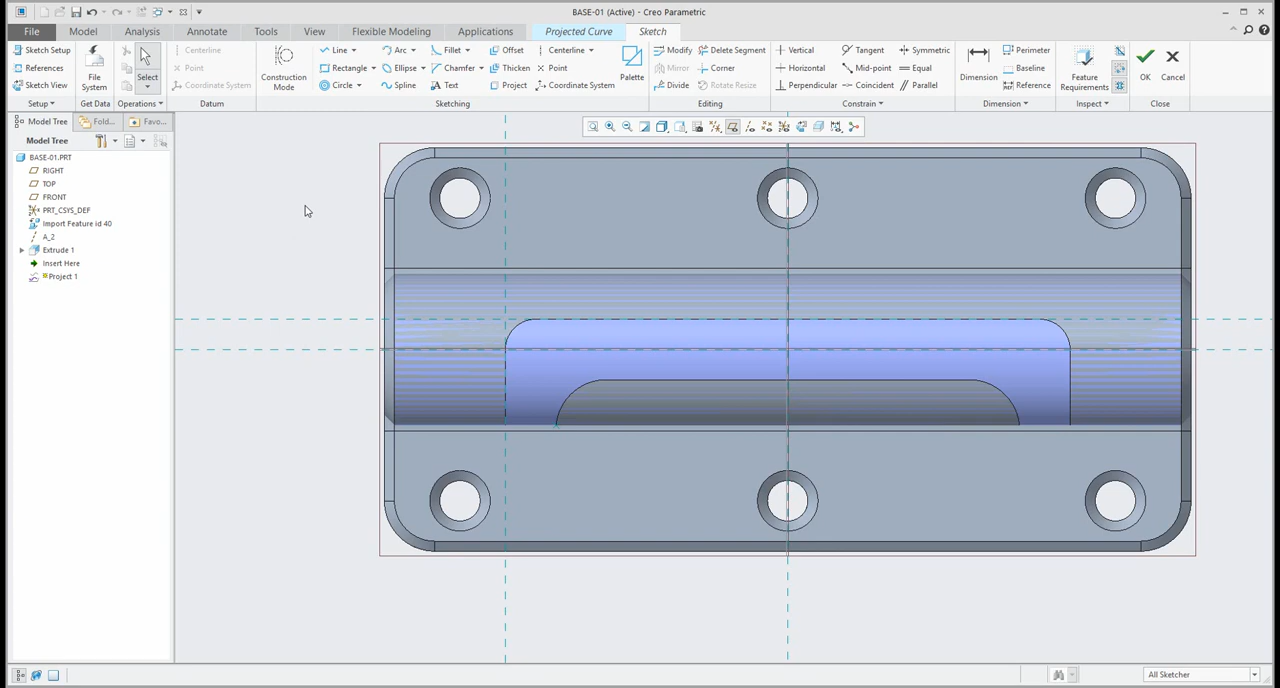 BASE-01 (Active) - Creo Parametric
File Model Analysis Annotate Tools View Flexible Modeling Applications Projected Curve Sketch
Sketch Setup
References
Sketch View
Setup
File System
Get Data
Select
Operations
Centerline
Point
Coordinate System
Datum
Construction Mode
Line Arc Fillet Offset Centerline
Rectangle Ellipse Chamfer Thicken Point
Circle Spline Text Project Coordinate System
Palette
Sketching
Modify Delete Segment
Mirror Corner
Divide Rotate Resize
Editing
Vertical Tangent Symmetric
Horizontal Mid-point Equal
Perpendicular Coincident Parallel
Constrain
Dimension
Perimeter
Baseline
Reference
Dimension
Feature Requirements
Inspect
OK Cancel
Close
Model Tree Fold... Favo...
Model Tree
BASE-01.PRT
RIGHT
TOP
FRONT
PRT_CSYS_DEF
Import Feature id 40
A_2
Extrude 1
Insert Here
Project 1
All Sketcher